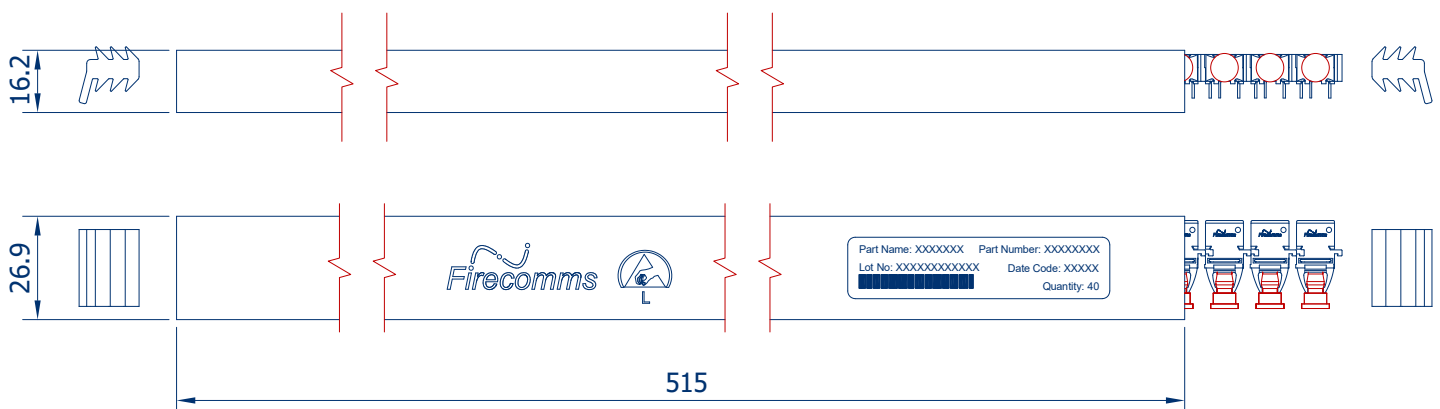 16.2
26.9
Firecomms
L
Part Name: XXXXXXX Part Number: XXXXXXXX
Lot No: XXXXXXXXXXXX Date Code: XXXXX
Quantity: 40
515